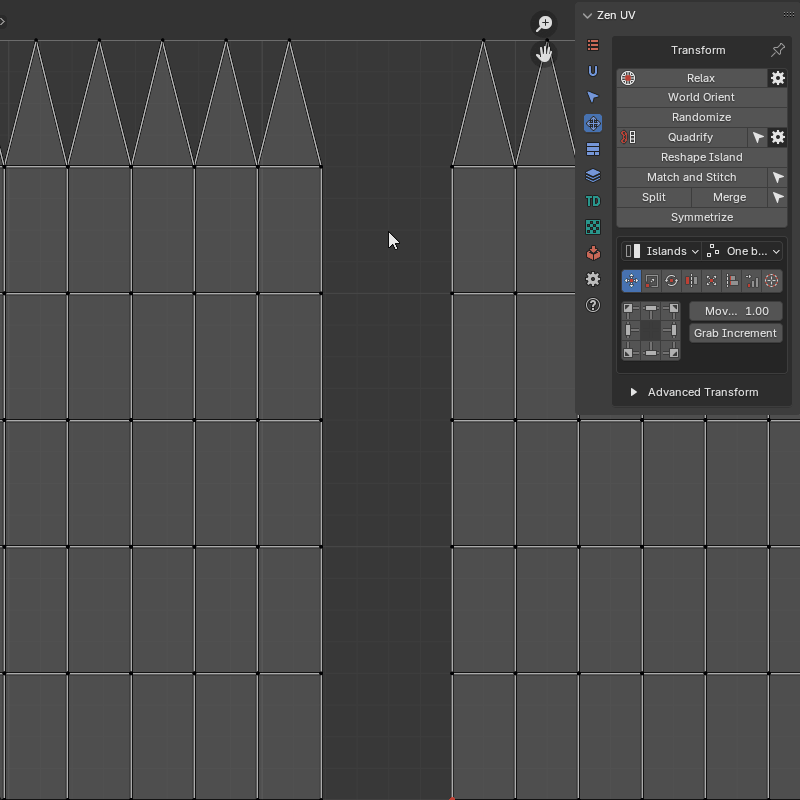 Zen UV
Transform
Relax
World Orient
Randomize
Quadrify
Reshape Island
Match and Stitch
Split Merge
TD
Symmetrize
Islands One b...
Mov... 1.00
Grab Increment
Advanced Transform